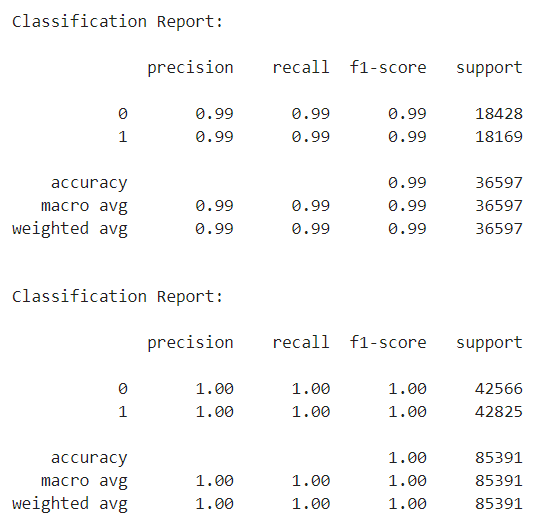 Classification Report:
precision recall f1-score support
0 0.99 0.99 0.99 18428
1 0.99 0.99 0.99 18169
accuracy 0.99 36597
macro avg 0.99 0.99 0.99 36597
weighted avg 0.99 0.99 0.99 36597
Classification Report:
precision recall f1-score support
0 1.00 1.00 1.00 42566
1 1.00 1.00 1.00 42825
accuracy 1.00 85391
macro avg 1.00 1.00 1.00 85391
weighted avg 1.00 1.00 1.00 85391